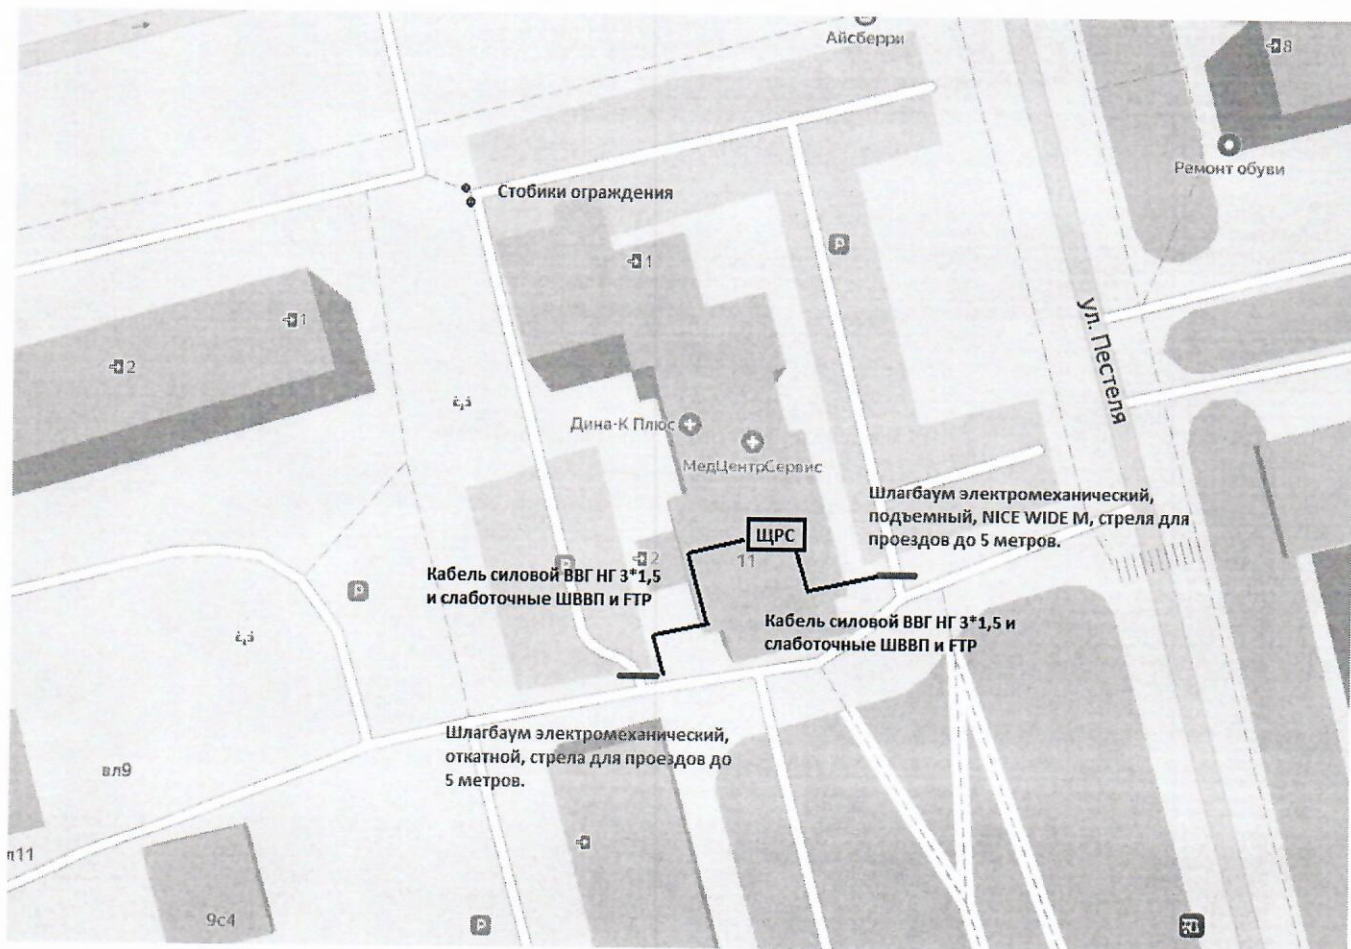 Айсберри
8
Ремонт обуви
Стобики ограждения
P
1
ул. Пестеля
1
2
Дина-К Плюс
МедЦентрСервис
Шлагбаум электромеханический,
подъемный, NICE WIDE M, стреля для
проездов до 5 метров.
ЩРС
11
2
P
P
Кабель силовой ВВГ НГ 3*1,5
и слаботочные ШВВП и FTP
Кабель силовой ВВГ НГ 3*1,5 и
слаботочные ШВВП и FTP
Шлагбаум электромеханический,
откатной, стрела для проездов до
5 метров.
вл9
л11
9с4
P